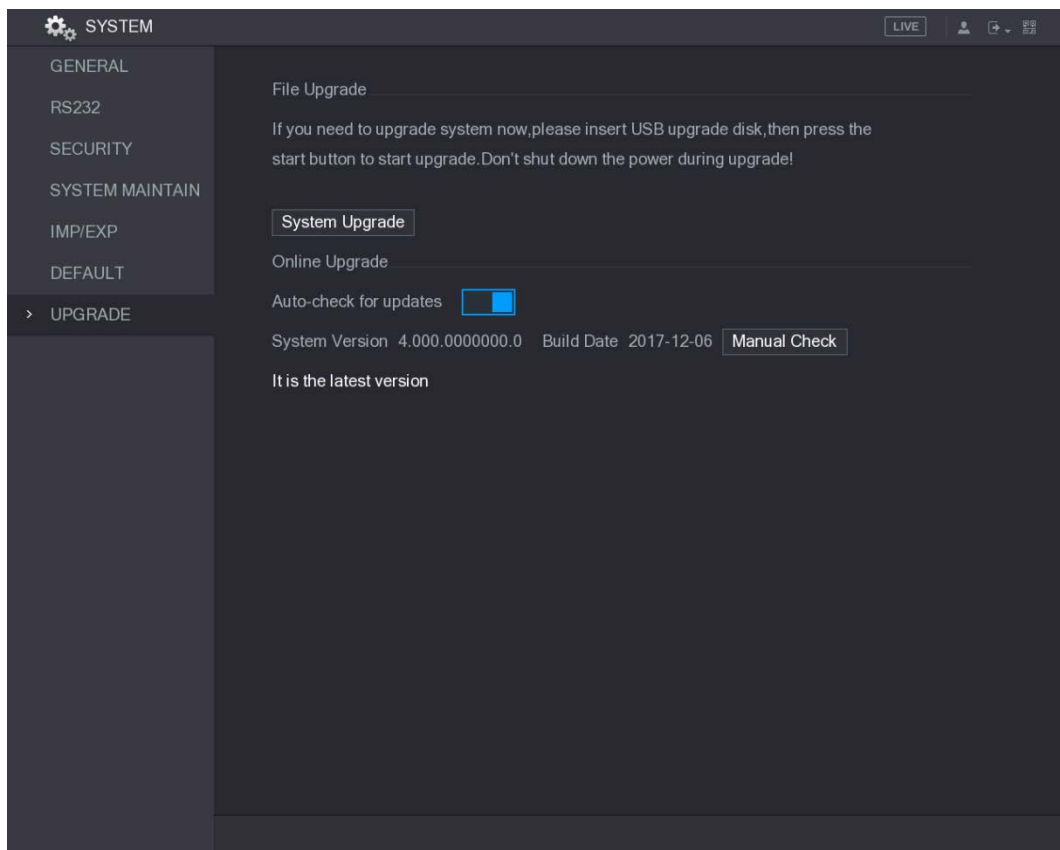 SYSTEM
LIVE
GENERAL
RS232
SECURITY
SYSTEM MAINTAIN
IMP/EXP
DEFAULT
UPGRADE
File Upgrade
If you need to upgrade system now,please insert USB upgrade disk,then press the
start button to start upgrade.Don't shut down the power during upgrade!
System Upgrade
Online Upgrade
Auto-check for updates
System Version 4.000.0000000.0 Build Date 2017-12-06 Manual Check
It is the latest version